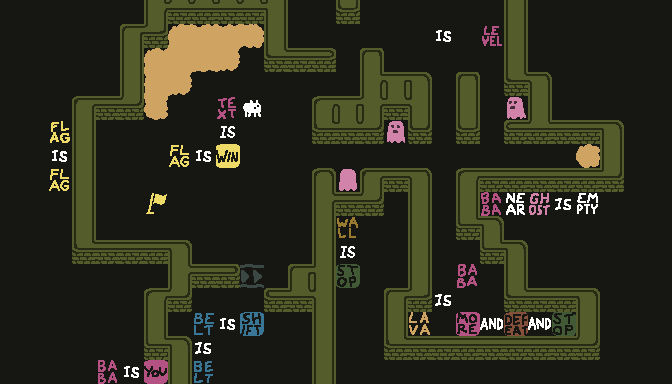 IS LEVEL
TEXT
IS
FLAG IS WIN
FLAG
IS
FLAG
BABA NEAR GHOST IS EMPTY
WALL
IS
STOP
BABA
IS
LAVA MORE AND DEFEAT AND STOP
BELT IS SHIFT
IS
BELT
BABA IS YOU